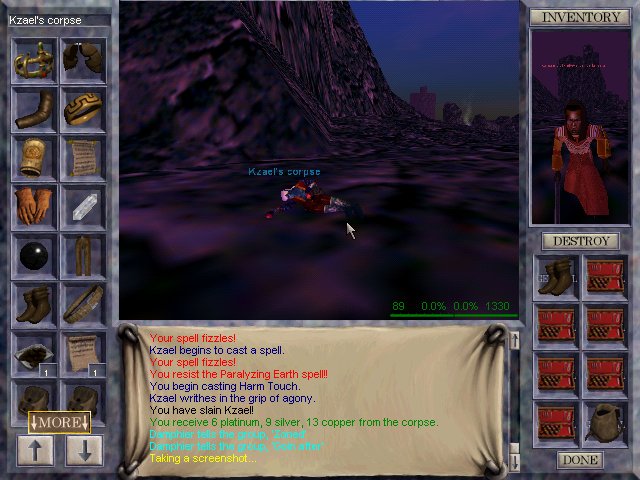 Kzael's corpse
INVENTORY
Kzael's corpse
DESTROY
89 0.0% 0.0% 1330
Your spell fizzles!
Kzael begins to cast a spell.
Your spell fizzles!
You resist the Paralyzing Earth spell!
You begin casting Harm Touch.
Kzael writhes in the grip of agony.
You have slain Kzael!
You receive 6 platinum, 9 silver, 13 copper from the corpse.
Damphier tells the group, 'Zoned'
Damphier tells the group, 'Goin after'
Taking a screenshot...
1
1
MORE
DONE